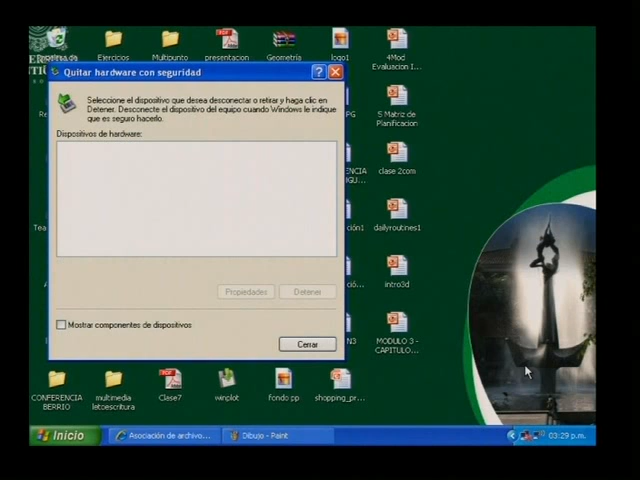 Ejercicios
Multipunto
presentacion
Geometría
logo1
4Mod
Evaluacion I...
Quitar hardware con seguridad
Seleccione el dispositivo que desea desconectar o retirar y haga clic en
Detener. Desconecte el dispositivo del equipo cuando Windows le indique
que es seguro hacerlo.
Dispositivos de hardware:
5 Matriz de
Planificacion
clase 2com
dailyroutines1
intro3d
Propiedades
Detener
Mostrar componentes de dispositivos
Cerrar
MODULO 3 -
CAPITULO...
CONFERENCIA
BERRIO
multimedia
letoescritura
Clase7
winplot
fondo pp
shopping_pr...
Inicio
Asociación de archivo...
Dibujo - Paint
03:29 p.m.